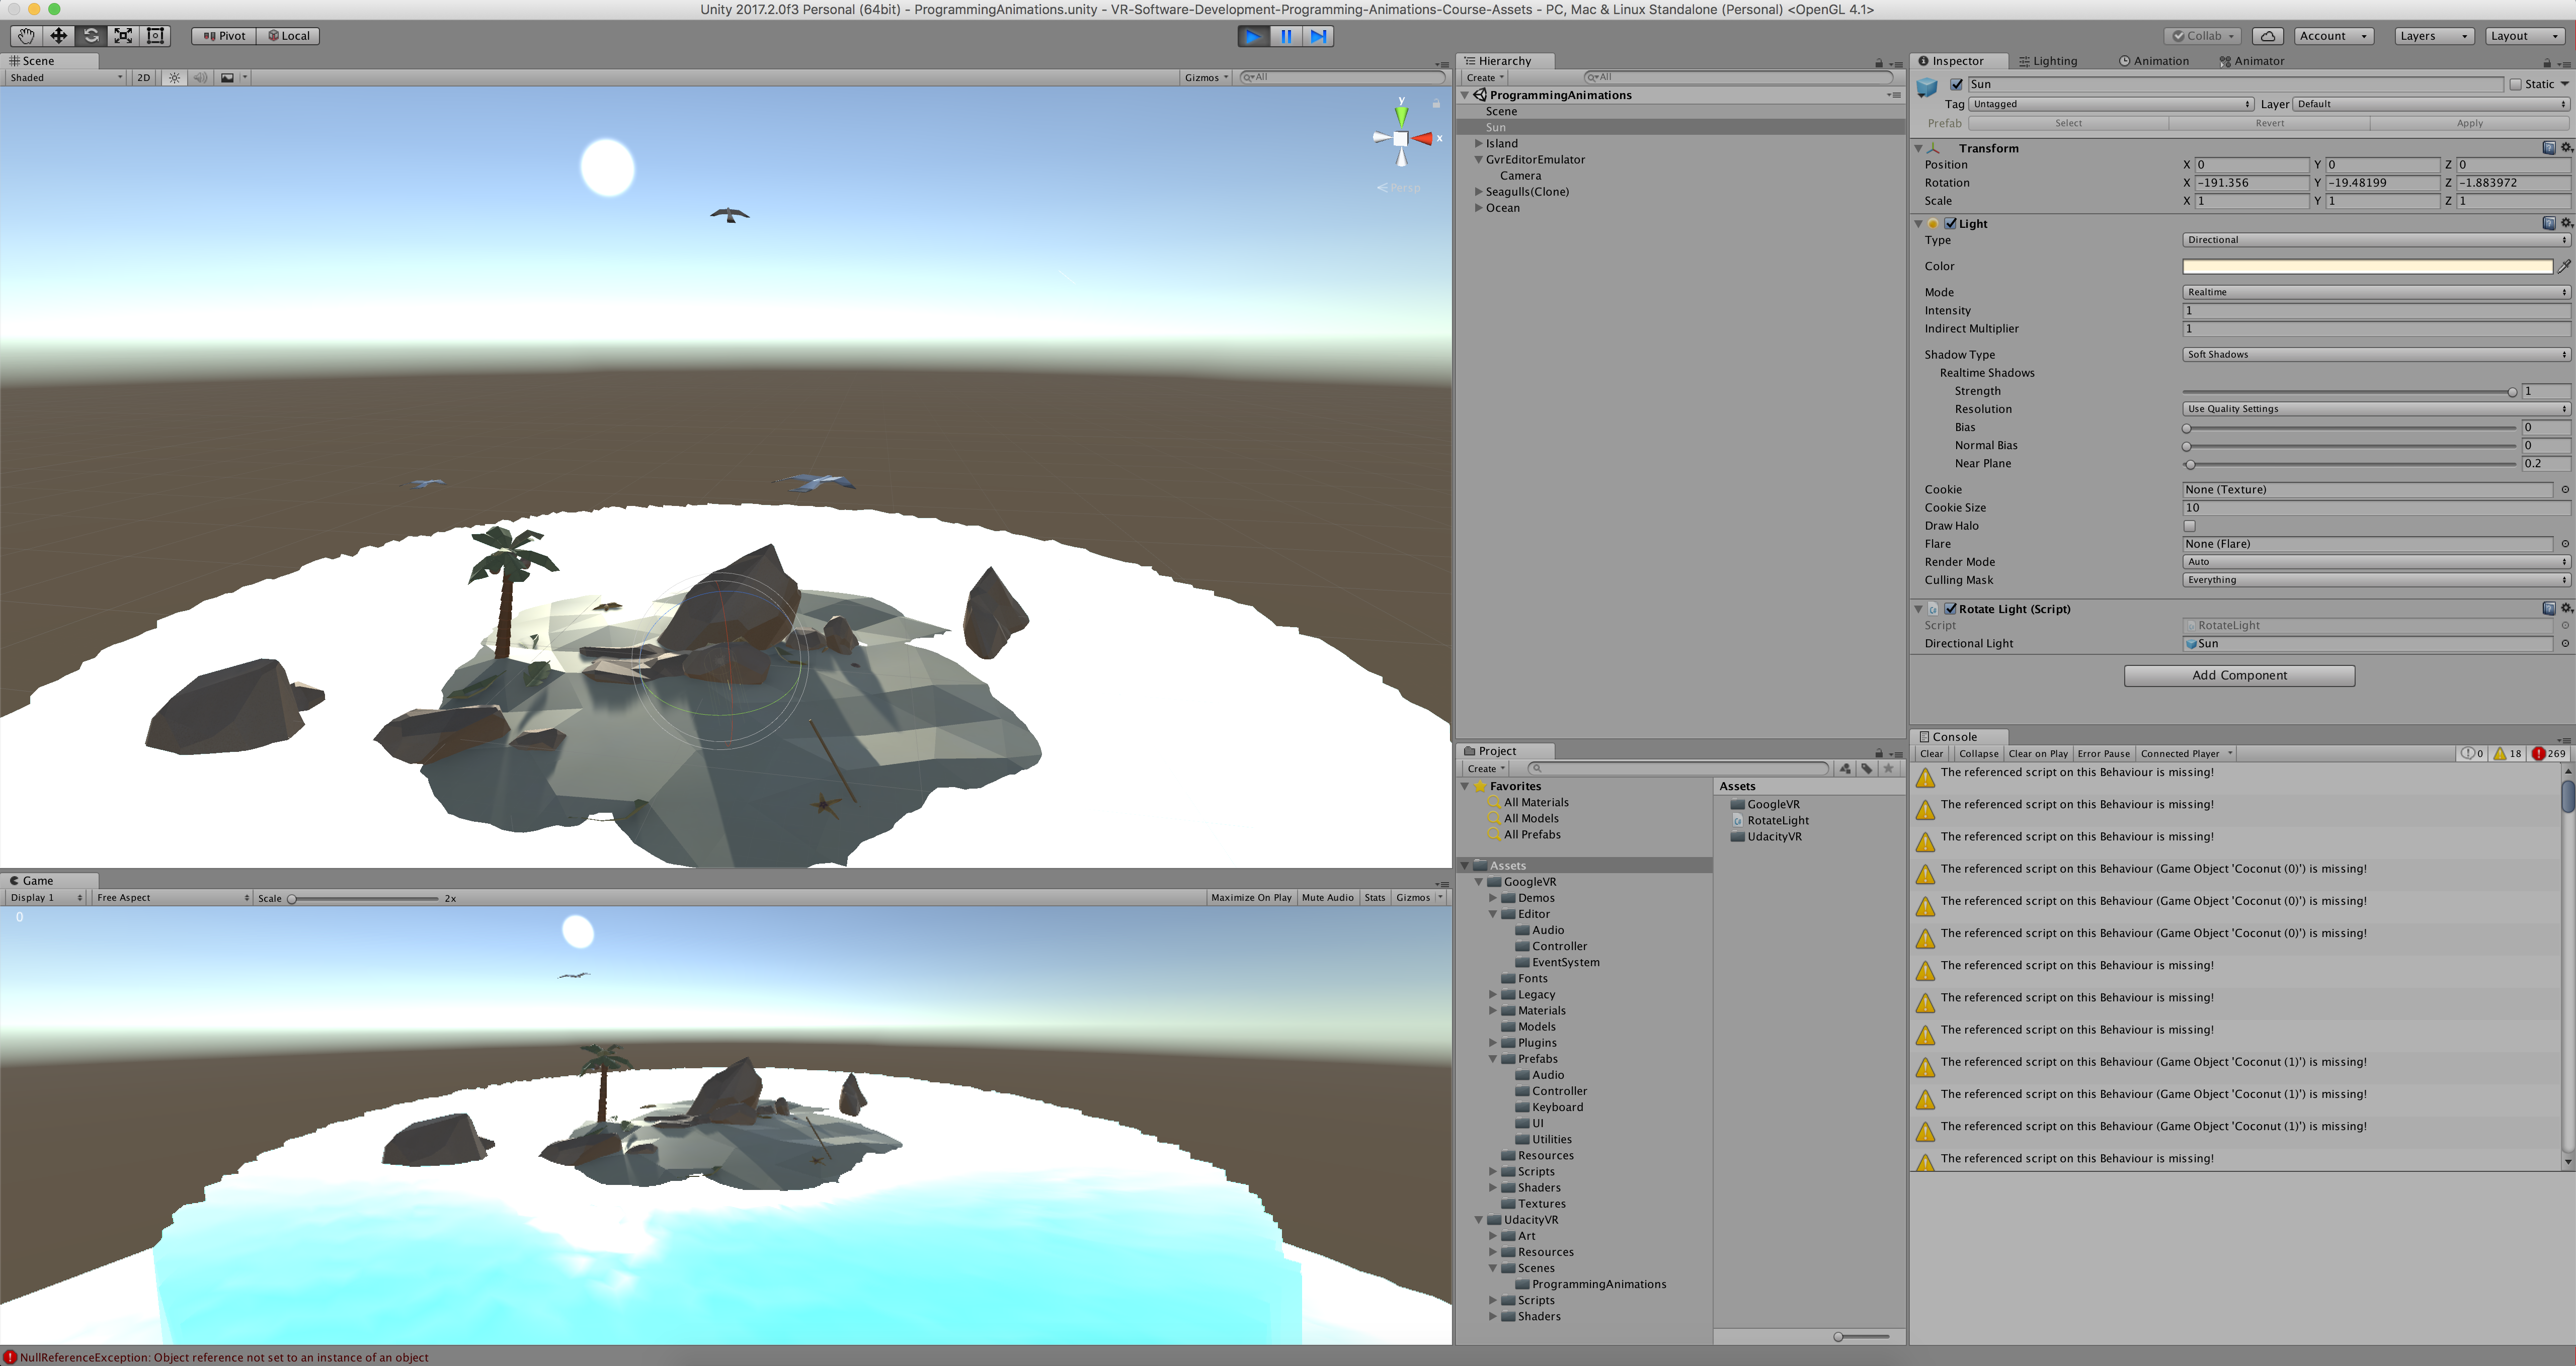 Unity 2017.2.0f3 Personal (64bit) - ProgrammingAnimations.unity - VR-Software-Development-Programming-Animations-Course-Assets - PC, Mac & Linux Standalone (Personal) <OpenGL 4.1>
Pivot Local
Collab Account Layers Layout
Scene
Shaded 2D Gizmos All
y
x
Persp
Game
Display 1 Free Aspect Scale 2x Maximize On Play Mute Audio Stats Gizmos
0
NullReferenceException: Object reference not set to an instance of an object
Hierarchy
Create All
ProgrammingAnimations
Scene
Sun
Island
GvrEditorEmulator
Camera
Seagulls(Clone)
Ocean
Project
Create
Favorites
All Materials
All Models
All Prefabs
Assets
GoogleVR
Demos
Editor
Audio
Controller
EventSystem
Fonts
Legacy
Materials
Models
Plugins
Prefabs
Audio
Controller
Keyboard
UI
Utilities
Resources
Scripts
Shaders
Textures
UdacityVR
Art
Resources
Scenes
ProgrammingAnimations
Scripts
Shaders
Assets
GoogleVR
RotateLight
UdacityVR
Inspector Lighting Animation Animator
Sun Static
Tag Untagged Layer Default
Prefab Select Revert Apply
Transform
Position X 0 Y 0 Z 0
Rotation X -191.356 Y -19.48199 Z -1.883972
Scale X 1 Y 1 Z 1
Light
Type Directional
Color
Mode Realtime
Intensity 1
Indirect Multiplier 1
Shadow Type Soft Shadows
Realtime Shadows
Strength 1
Resolution Use Quality Settings
Bias 0
Normal Bias 0
Near Plane 0.2
Cookie None (Texture)
Cookie Size 10
Draw Halo
Flare None (Flare)
Render Mode Auto
Culling Mask Everything
Rotate Light (Script)
Script RotateLight
Directional Light Sun
Add Component
Console
Clear Collapse Clear on Play Error Pause Connected Player 0 18 269
The referenced script on this Behaviour is missing!
The referenced script on this Behaviour is missing!
The referenced script on this Behaviour is missing!
The referenced script on this Behaviour (Game Object 'Coconut (0)') is missing!
The referenced script on this Behaviour (Game Object 'Coconut (0)') is missing!
The referenced script on this Behaviour (Game Object 'Coconut (0)') is missing!
The referenced script on this Behaviour is missing!
The referenced script on this Behaviour is missing!
The referenced script on this Behaviour is missing!
The referenced script on this Behaviour (Game Object 'Coconut (1)') is missing!
The referenced script on this Behaviour (Game Object 'Coconut (1)') is missing!
The referenced script on this Behaviour (Game Object 'Coconut (1)') is missing!
The referenced script on this Behaviour is missing!